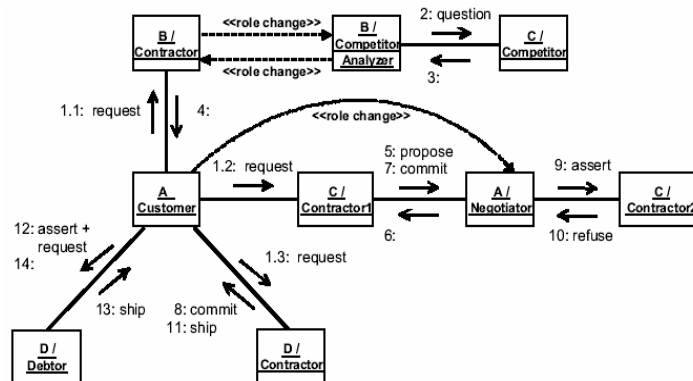 B /
Contractor
<<role change>>
<<role change>>
B /
Competitor
Analyzer
2: question
3:
C /
Competitor
1.1: request
4:
<<role change>>
A
Customer
1.2: request
C /
Contractor1
5: propose
7: commit
6:
A /
Negotiator
9: assert
10: refuse
C /
Contractor2
12: assert +
request
14:
13: ship
1.3: request
8: commit
11: ship
D /
Debtor
D /
Contractor